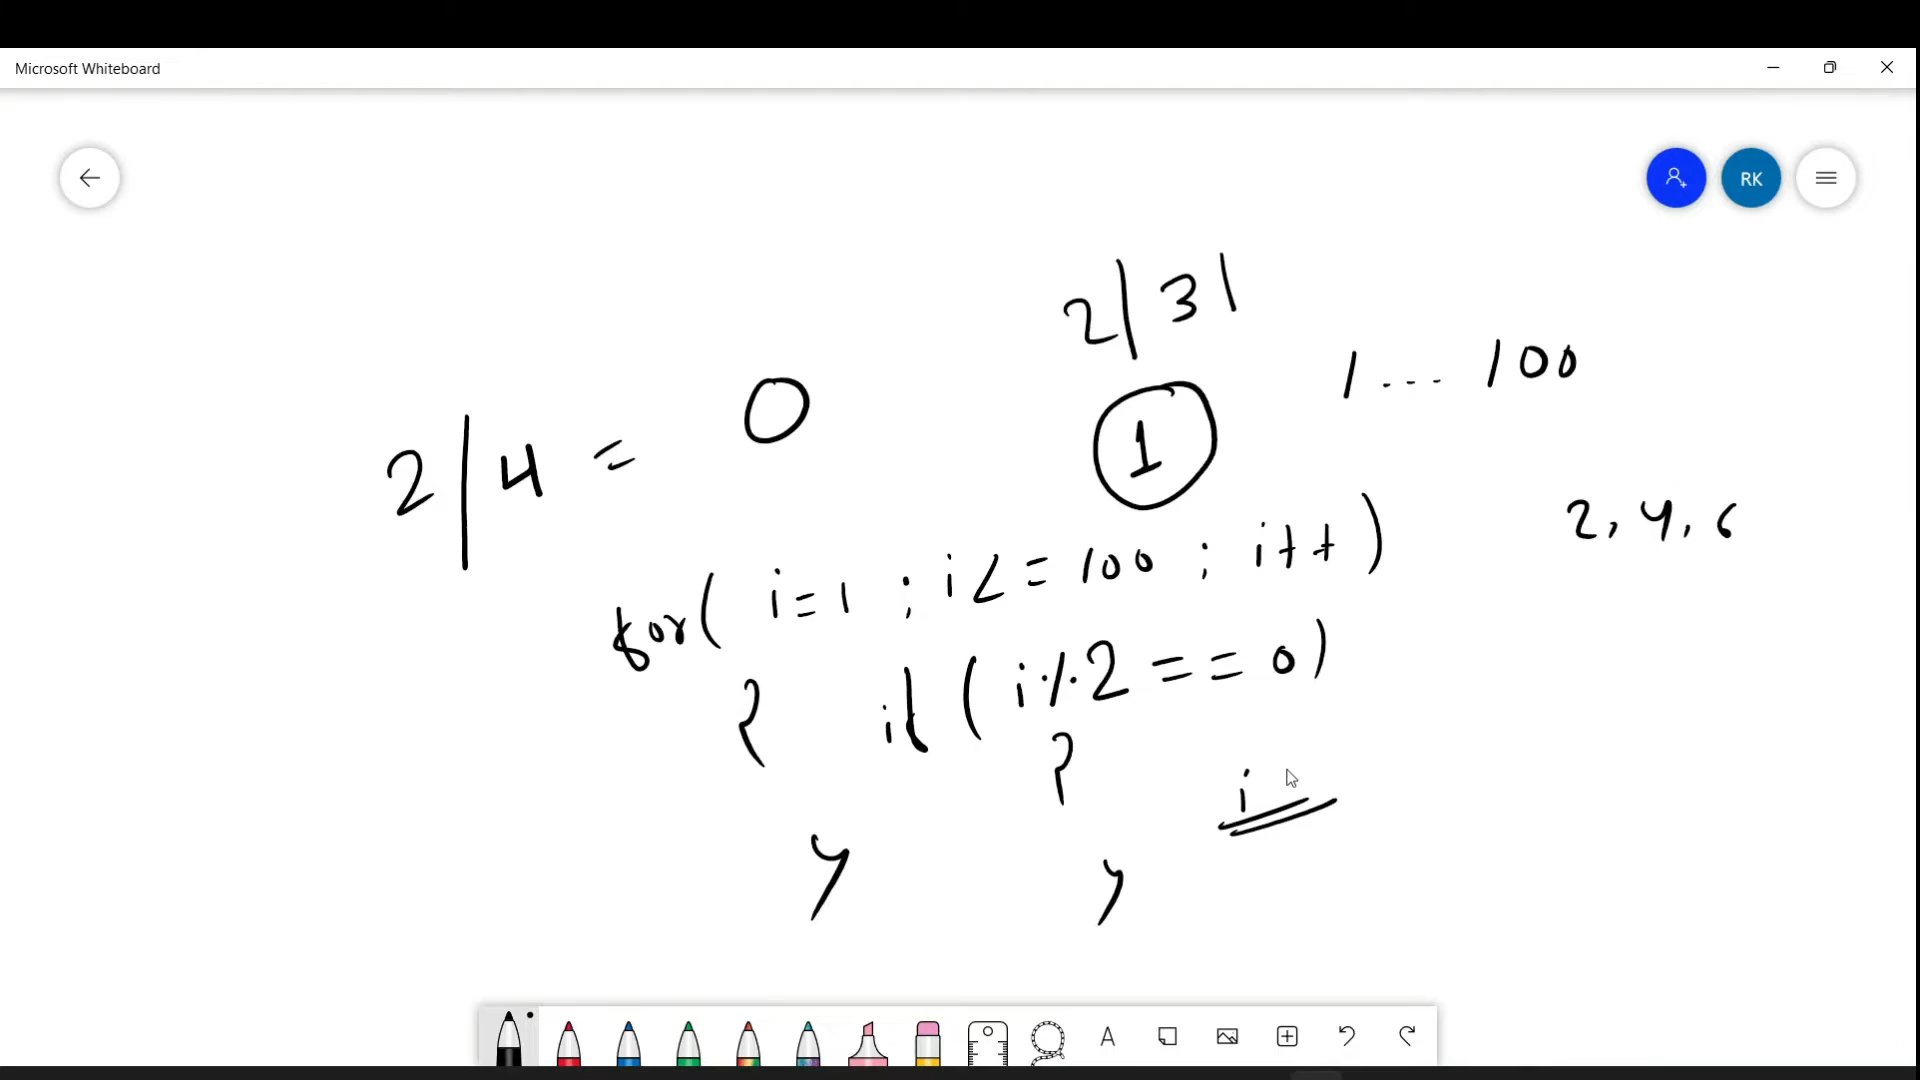 Microsoft Whiteboard
RK
2 | 31
1 ... 100
2 | 4 = 0
1
2, 4, 6
for( i=1 ; i<=100 ; i++ )
{ if ( i%2 == 0)
{
i
} }
A